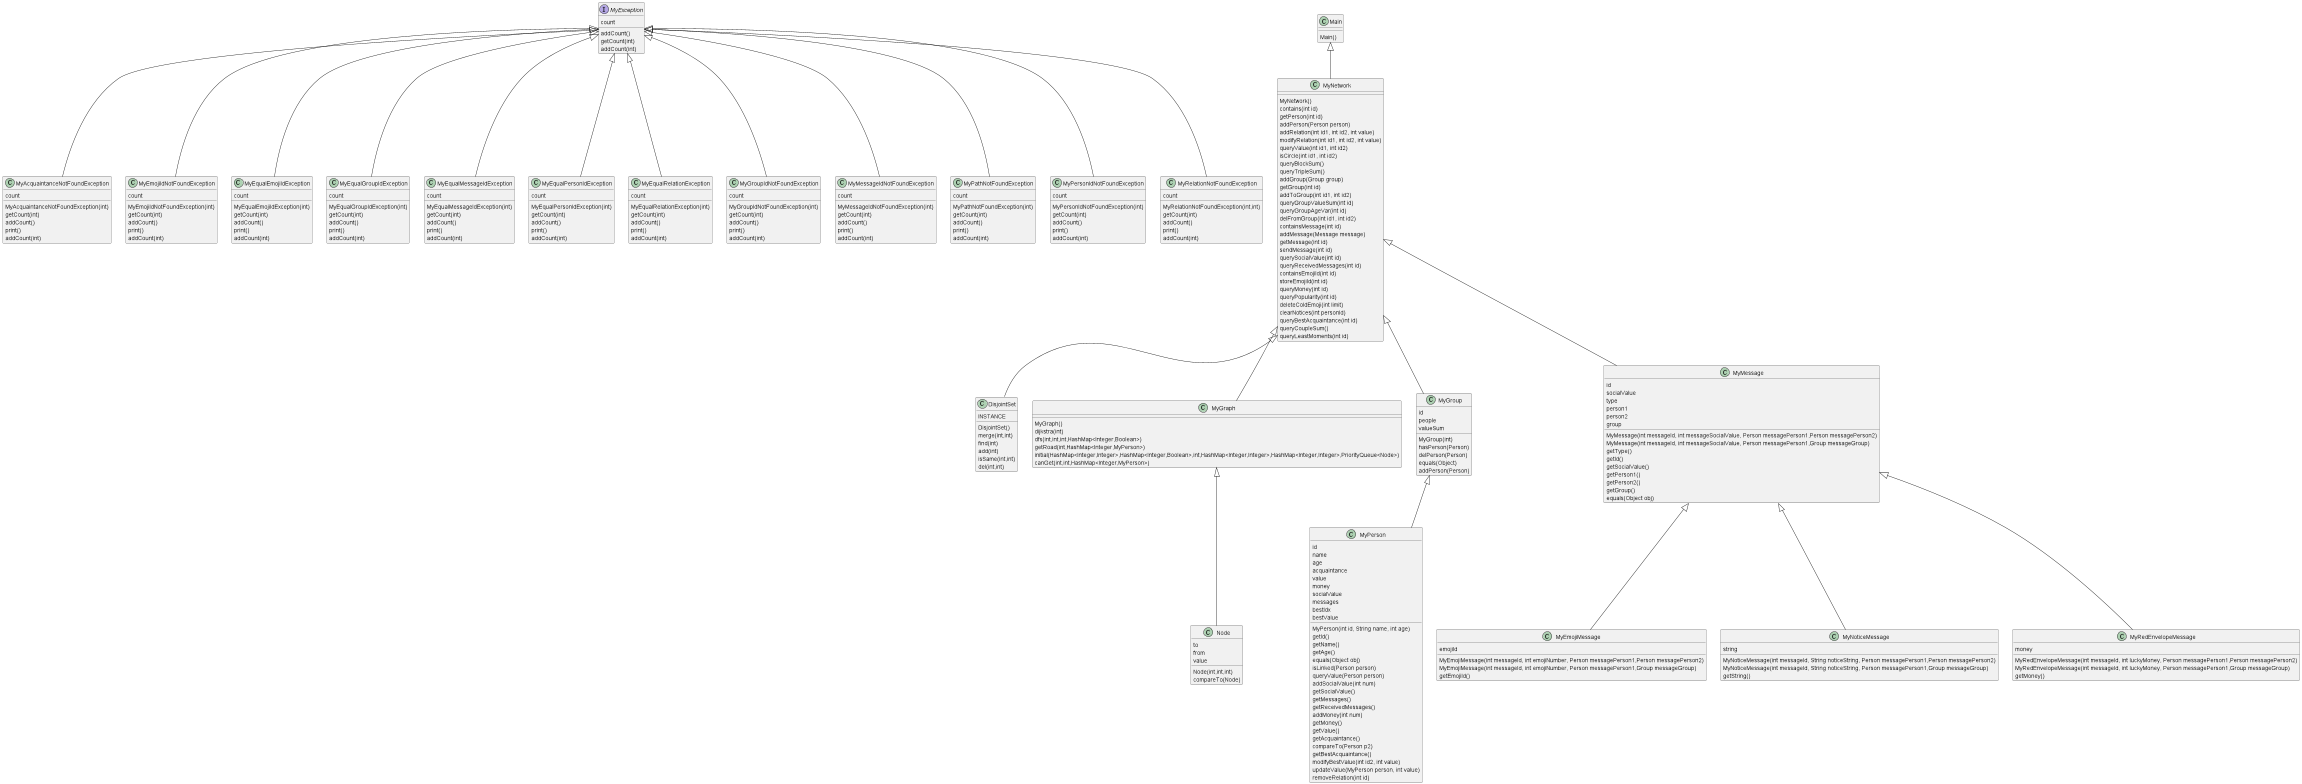 MyException
count
addCount()
getCount(int)
addCount(int)
Main
Main()
MyNetwork
MyNetwork()
contains(int id)
getPerson(int id)
addPerson(Person person)
addRelation(int id1, int id2, int value)
modifyRelation(int id1, int id2, int value)
queryValue(int id1, int id2)
isCircle(int id1, int id2)
queryBlockSum()
queryTripleSum()
addGroup(Group group)
getGroup(int id)
addToGroup(int id1, int id2)
queryGroupValueSum(int id)
queryGroupAgeVar(int id)
delFromGroup(int id1, int id2)
containsMessage(int id)
addMessage(Message message)
getMessage(int id)
sendMessage(int id)
querySocialValue(int id)
queryReceivedMessages(int id)
containsEmojiId(int id)
storeEmojiId(int id)
queryMoney(int id)
queryPopularity(int id)
deleteColdEmoji(int limit)
clearNotices(int personId)
queryBestAcquaintance(int id)
queryCoupleSum()
queryLeastMoments(int id)
MyAcquaintanceNotFoundException
count
MyAcquaintanceNotFoundException(int)
getCount(int)
addCount()
print()
addCount(int)
MyEmojiIdNotFoundException
count
MyEmojiIdNotFoundException(int)
getCount(int)
addCount()
print()
addCount(int)
MyEqualEmojiIdException
count
MyEqualEmojiIdException(int)
getCount(int)
addCount()
print()
addCount(int)
MyEqualGroupIdException
count
MyEqualGroupIdException(int)
getCount(int)
addCount()
print()
addCount(int)
MyEqualMessageIdException
count
MyEqualMessageIdException(int)
getCount(int)
addCount()
print()
addCount(int)
MyEqualPersonIdException
count
MyEqualPersonIdException(int)
getCount(int)
addCount()
print()
addCount(int)
MyEqualRelationException
count
MyEqualRelationException(int)
getCount(int)
addCount()
print()
addCount(int)
MyGroupIdNotFoundException
count
MyGroupIdNotFoundException(int)
getCount(int)
addCount()
print()
addCount(int)
MyMessageIdNotFoundException
count
MyMessageIdNotFoundException(int)
getCount(int)
addCount()
print()
addCount(int)
MyPathNotFoundException
count
MyPathNotFoundException(int)
getCount(int)
addCount()
print()
addCount(int)
MyPersonIdNotFoundException
count
MyPersonIdNotFoundException(int)
getCount(int)
addCount()
print()
addCount(int)
MyRelationNotFoundException
count
MyRelationNotFoundException(int,int)
getCount(int)
addCount()
print()
addCount(int)
DisjointSet
INSTANCE
DisjointSet()
merge(int,int)
find(int)
add(int)
isSame(int,int)
del(int,int)
MyGraph
MyGraph()
dijkstra(int)
dfs(int,int,int,HashMap<Integer,Boolean>)
getRoad(int,HashMap<Integer,MyPerson>)
initial(HashMap<Integer,Integer>,HashMap<Integer,Boolean>,int,HashMap<Integer,Integer>,HashMap<Integer,Integer>,PriorityQueue<Node>)
canGet(int,int,HashMap<Integer,MyPerson>)
MyGroup
id
people
valueSum
MyGroup(int)
hasPerson(Person)
delPerson(Person)
equals(Object)
addPerson(Person)
MyMessage
id
socialValue
type
person1
person2
group
MyMessage(int messageId, int messageSocialValue, Person messagePerson1,Person messagePerson2)
MyMessage(int messageId, int messageSocialValue, Person messagePerson1,Group messageGroup)
getType()
getId()
getSocialValue()
getPerson1()
getPerson2()
getGroup()
equals(Object obj)
Node
to
from
value
Node(int,int,int)
compareTo(Node)
MyPerson
id
name
age
acquaintance
value
money
socialValue
messages
bestIdx
bestValue
MyPerson(int id, String name, int age)
getId()
getName()
getAge()
equals(Object obj)
isLinked(Person person)
queryValue(Person person)
addSocialValue(int num)
getSocialValue()
getMessages()
getReceivedMessages()
addMoney(int num)
getMoney()
getValue()
getAcquaintance()
compareTo(Person p2)
getBestAcquaintance()
modifyBestValue(int id2, int value)
updateValue(MyPerson person, int value)
removeRelation(int id)
MyEmojiMessage
emojiId
MyEmojiMessage(int messageId, int emojiNumber, Person messagePerson1,Person messagePerson2)
MyEmojiMessage(int messageId, int emojiNumber, Person messagePerson1,Group messageGroup)
getEmojiId()
MyNoticeMessage
string
MyNoticeMessage(int messageId, String noticeString, Person messagePerson1,Person messagePerson2)
MyNoticeMessage(int messageId, String noticeString, Person messagePerson1,Group messageGroup)
getString()
MyRedEnvelopeMessage
money
MyRedEnvelopeMessage(int messageId, int luckyMoney, Person messagePerson1,Person messagePerson2)
MyRedEnvelopeMessage(int messageId, int luckyMoney, Person messagePerson1,Group messageGroup)
getMoney()